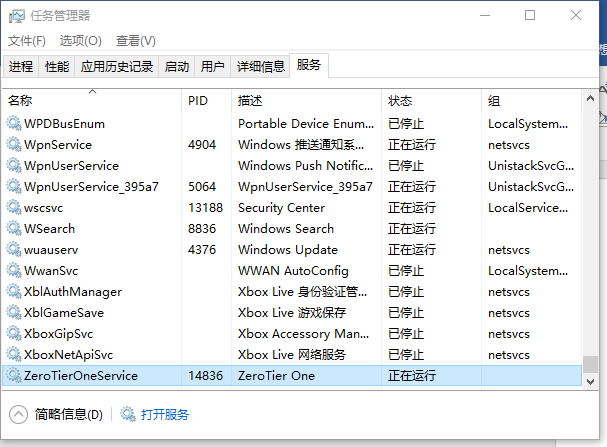 任务管理器
文件(F) 选项(O) 查看(V)
进程 性能 应用历史记录 启动 用户 详细信息 服务
名称 PID 描述 状态 组
WPDBusEnum Portable Device Enum... 已停止 LocalSystem...
WpnService 4904 Windows 推送通知系... 正在运行 netsvcs
WpnUserService Windows Push Notific... 已停止 UnistackSvcG...
WpnUserService_395a7 5064 WpnUserService_395a7 正在运行 UnistackSvcG...
wscsvc 13188 Security Center 正在运行 LocalService...
WSearch 8836 Windows Search 正在运行
wuauserv 4376 Windows Update 正在运行 netsvcs
WwanSvc WWAN AutoConfig 已停止 LocalSystem...
XblAuthManager Xbox Live 身份验证管... 已停止 netsvcs
XblGameSave Xbox Live 游戏保存 已停止 netsvcs
XboxGipSvc Xbox Accessory Man... 已停止 netsvcs
XboxNetApiSvc Xbox Live 网络服务 已停止 netsvcs
ZeroTierOneService 14836 ZeroTier One 正在运行
简略信息(D) 打开服务